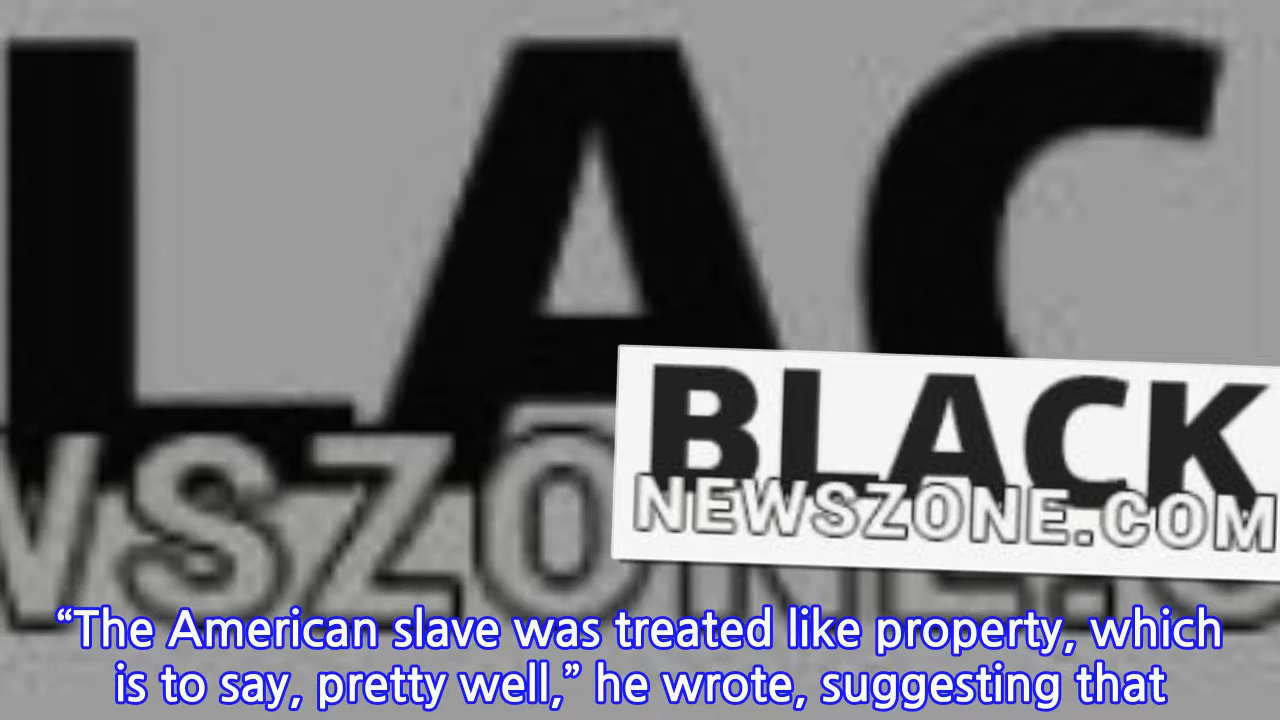 LAC
WSZONE.C
BLACK
NEWSZONE.COM
“The American slave was treated like property, which
is to say, pretty well,” he wrote, suggesting that